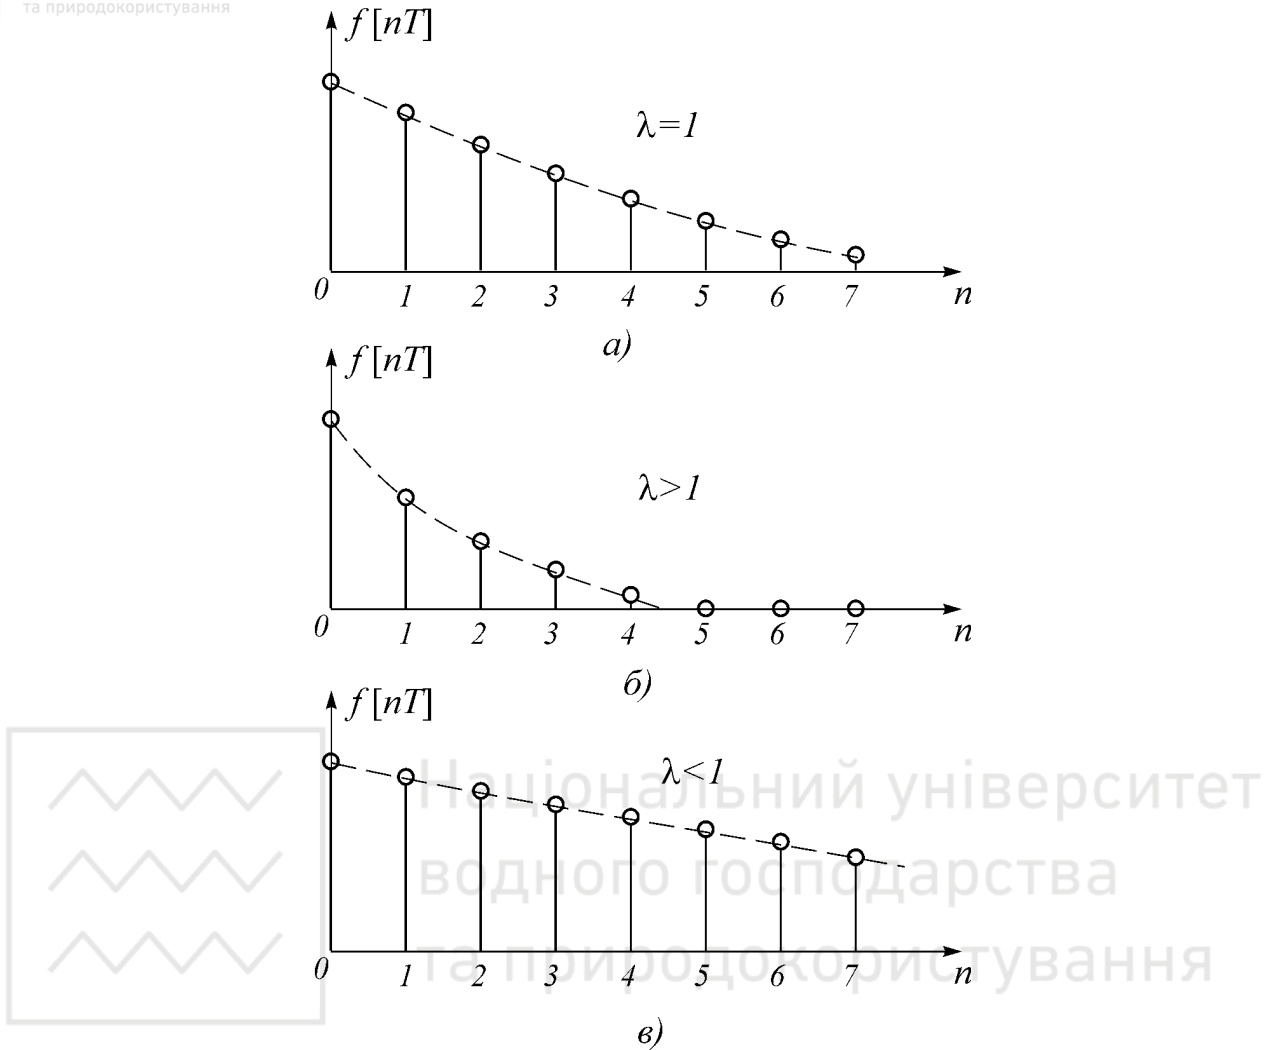 та природокористування
f [nT]
λ=1
0 1 2 3 4 5 6 7 n
а)
f [nT]
λ>1
0 1 2 3 4 5 6 7 n
б)
f [nT]
λ<1
Національний університет
водного господарства
та природокористування
0 1 2 3 4 5 6 7 n
в)